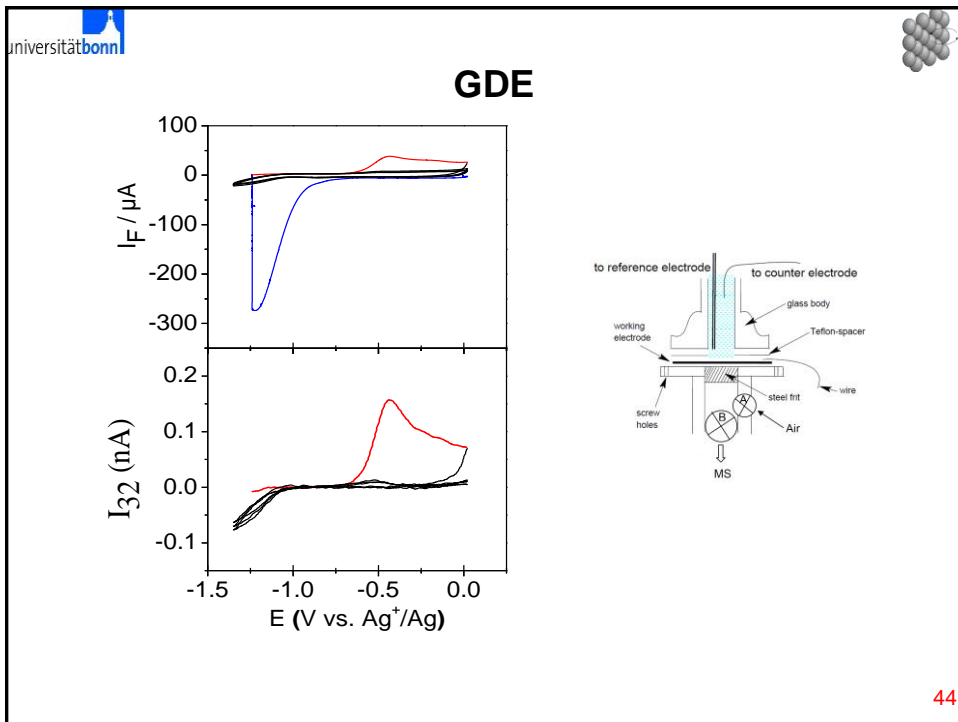 universitätbonn
GDE
100
0
-100
-200
-300
I_F / µA
0.2
0.1
0.0
-0.1
I_32 (nA)
-1.5 -1.0 -0.5 0.0
E (V vs. Ag⁺/Ag)
to reference electrode
to counter electrode
glass body
working
electrode
Teflon-spacer
steel frit
wire
screw
holes
A
B
Air
MS
44